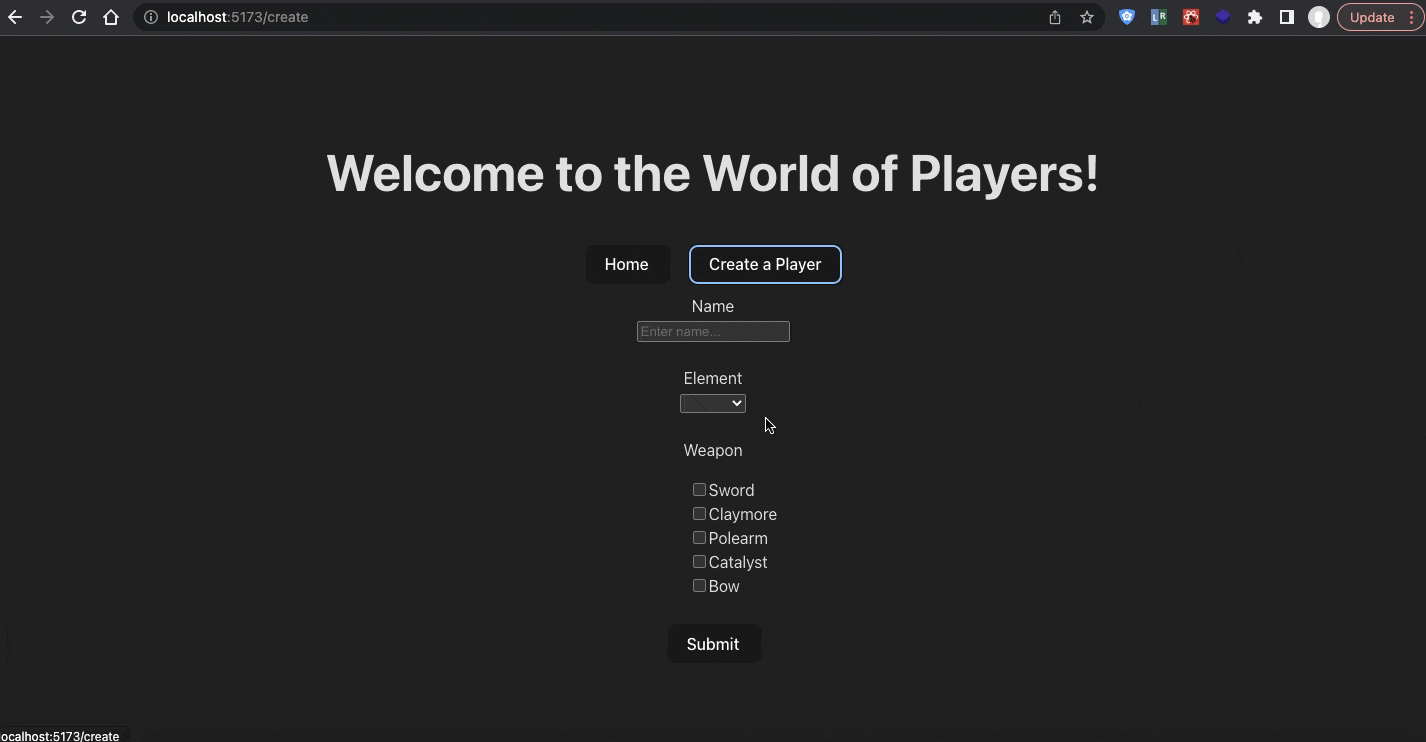 localhost:5173/create
Update
Welcome to the World of Players!
Home
Create a Player
Name
Enter name...
Element
Weapon
Sword
Claymore
Polearm
Catalyst
Bow
Submit
ocalhost:5173/create